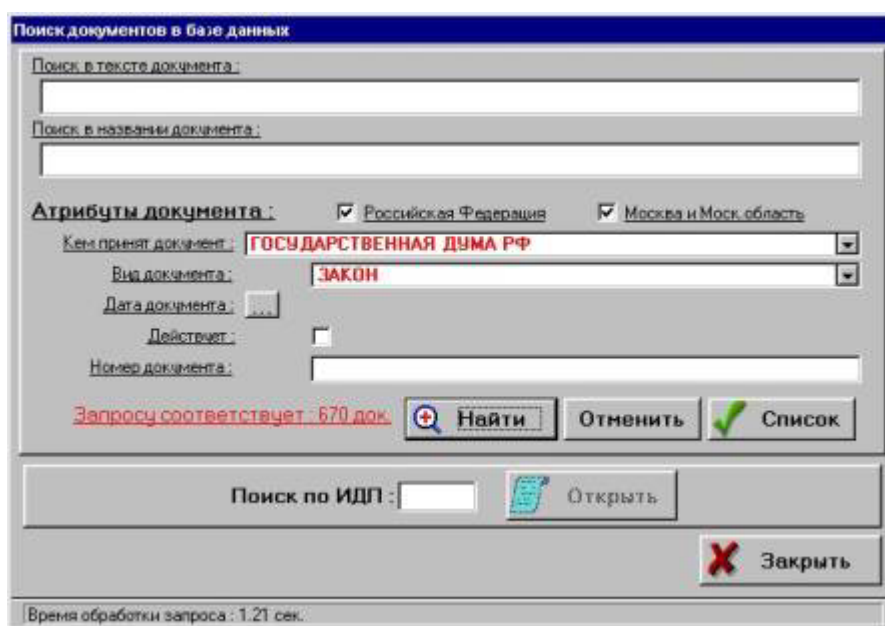 Поиск документов в базе данных
Поиск в тексте документа :
Поиск в названии документа :
Атрибуты документа : Российская Федерация Москва и Моск. область
Кем принят документ : ГОСУДАРСТВЕННАЯ ДУМА РФ
Вид документа : ЗАКОН
Дата документа : ...
Действует :
Номер документа :
Запросу соответствует : 670 док. Найти Отменить Список
Поиск по ИДП : Открыть
Закрыть
Время обработки запроса : 1.21 сек.